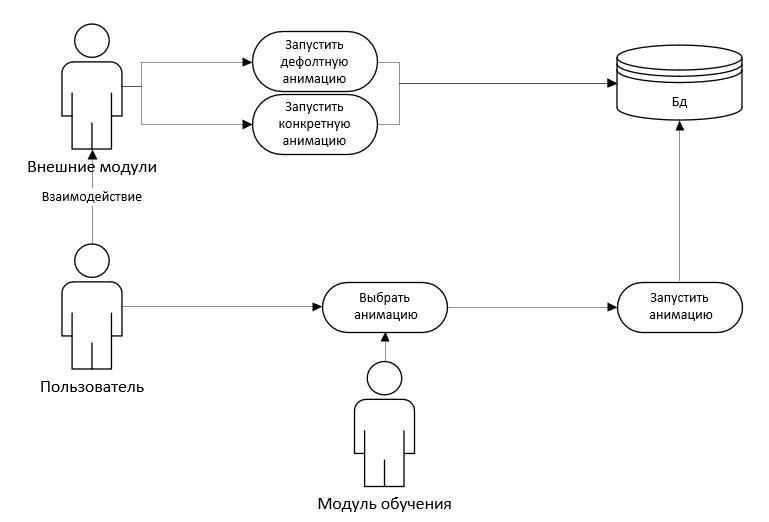 Запустить
дефолтную
анимацию
Запустить
конкретную
анимацию
Бд
Внешние модули
Взаимодействие
Выбрать
анимацию
Запустить
анимацию
Пользователь
Модуль обучения